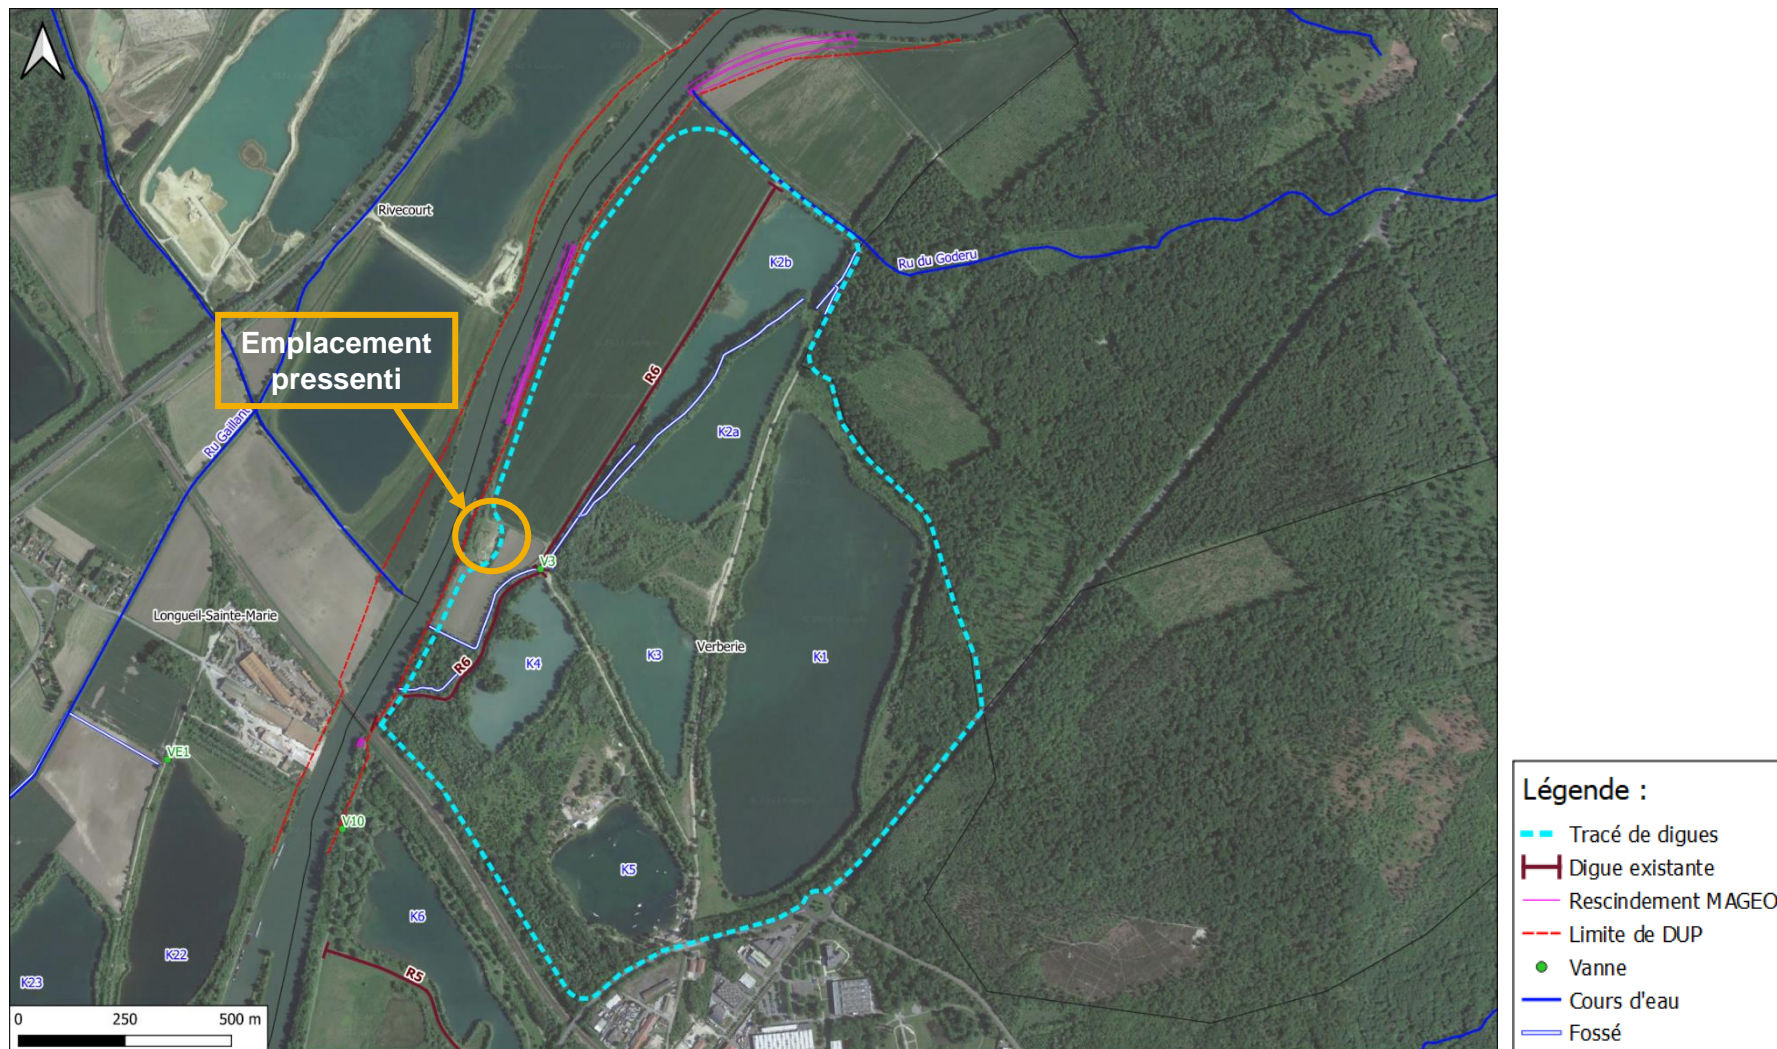 Rivecourt
K2b
Ru du Goderu
Emplacement
pressenti
R6
Ru Gaillant
K2a
V3
Longueil-Sainte-Marie
R6
K4
K3
Verberie
K1
VE1
V10
K5
K6
K22
R5
K23
0 250 500 m
Légende :
Tracé de digues
Digue existante
Rescindement MAGEO
Limite de DUP
Vanne
Cours d'eau
Fossé